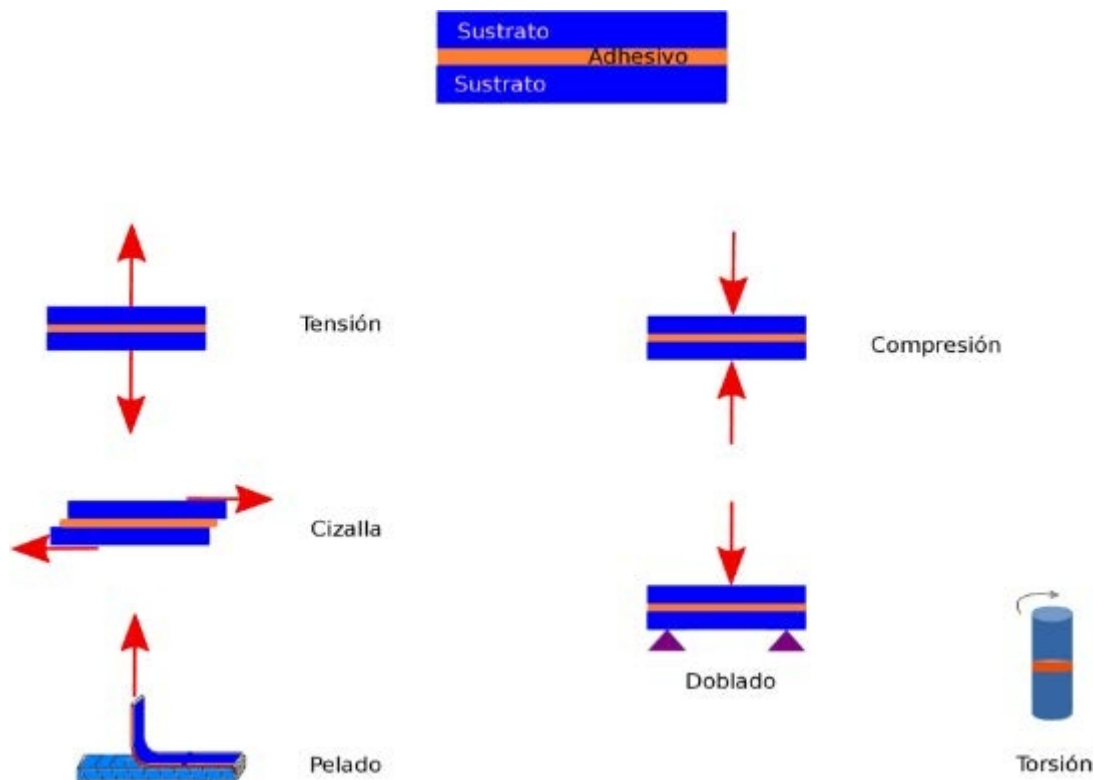 Sustrato
Adhesivo
Sustrato
Tensión
Compresión
Cizalla
Doblado
Pelado
Torsión